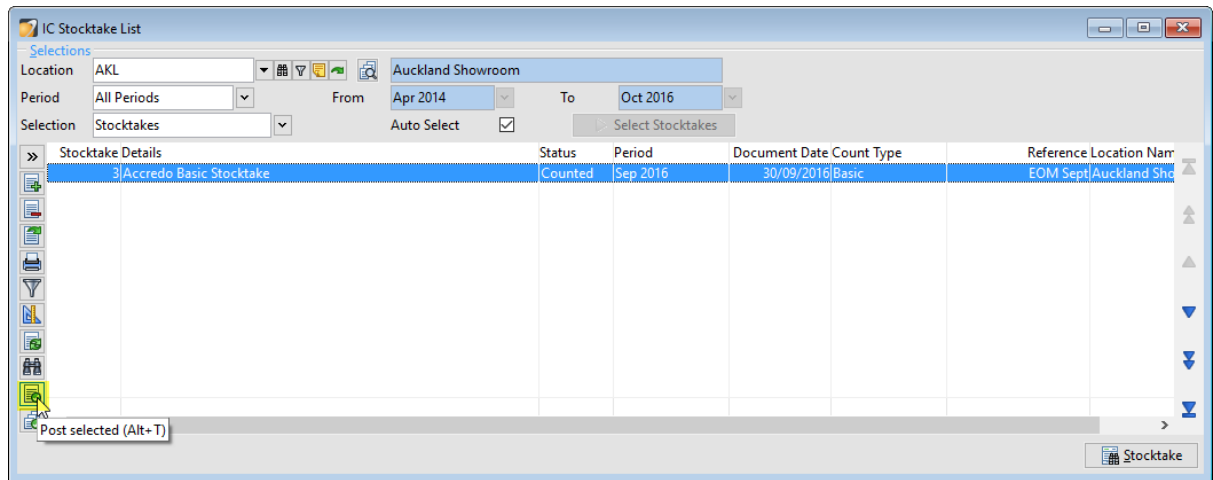 IC Stocktake List
Selections
Location AKL Auckland Showroom
Period All Periods From Apr 2014 To Oct 2016
Selection Stocktakes Auto Select Select Stocktakes
Stocktake Details Status Period Document Date Count Type Reference Location Nam
3 Accredo Basic Stocktake Counted Sep 2016 30/09/2016 Basic EOM Sept Auckland Sho
Post selected (Alt+T)
Stocktake